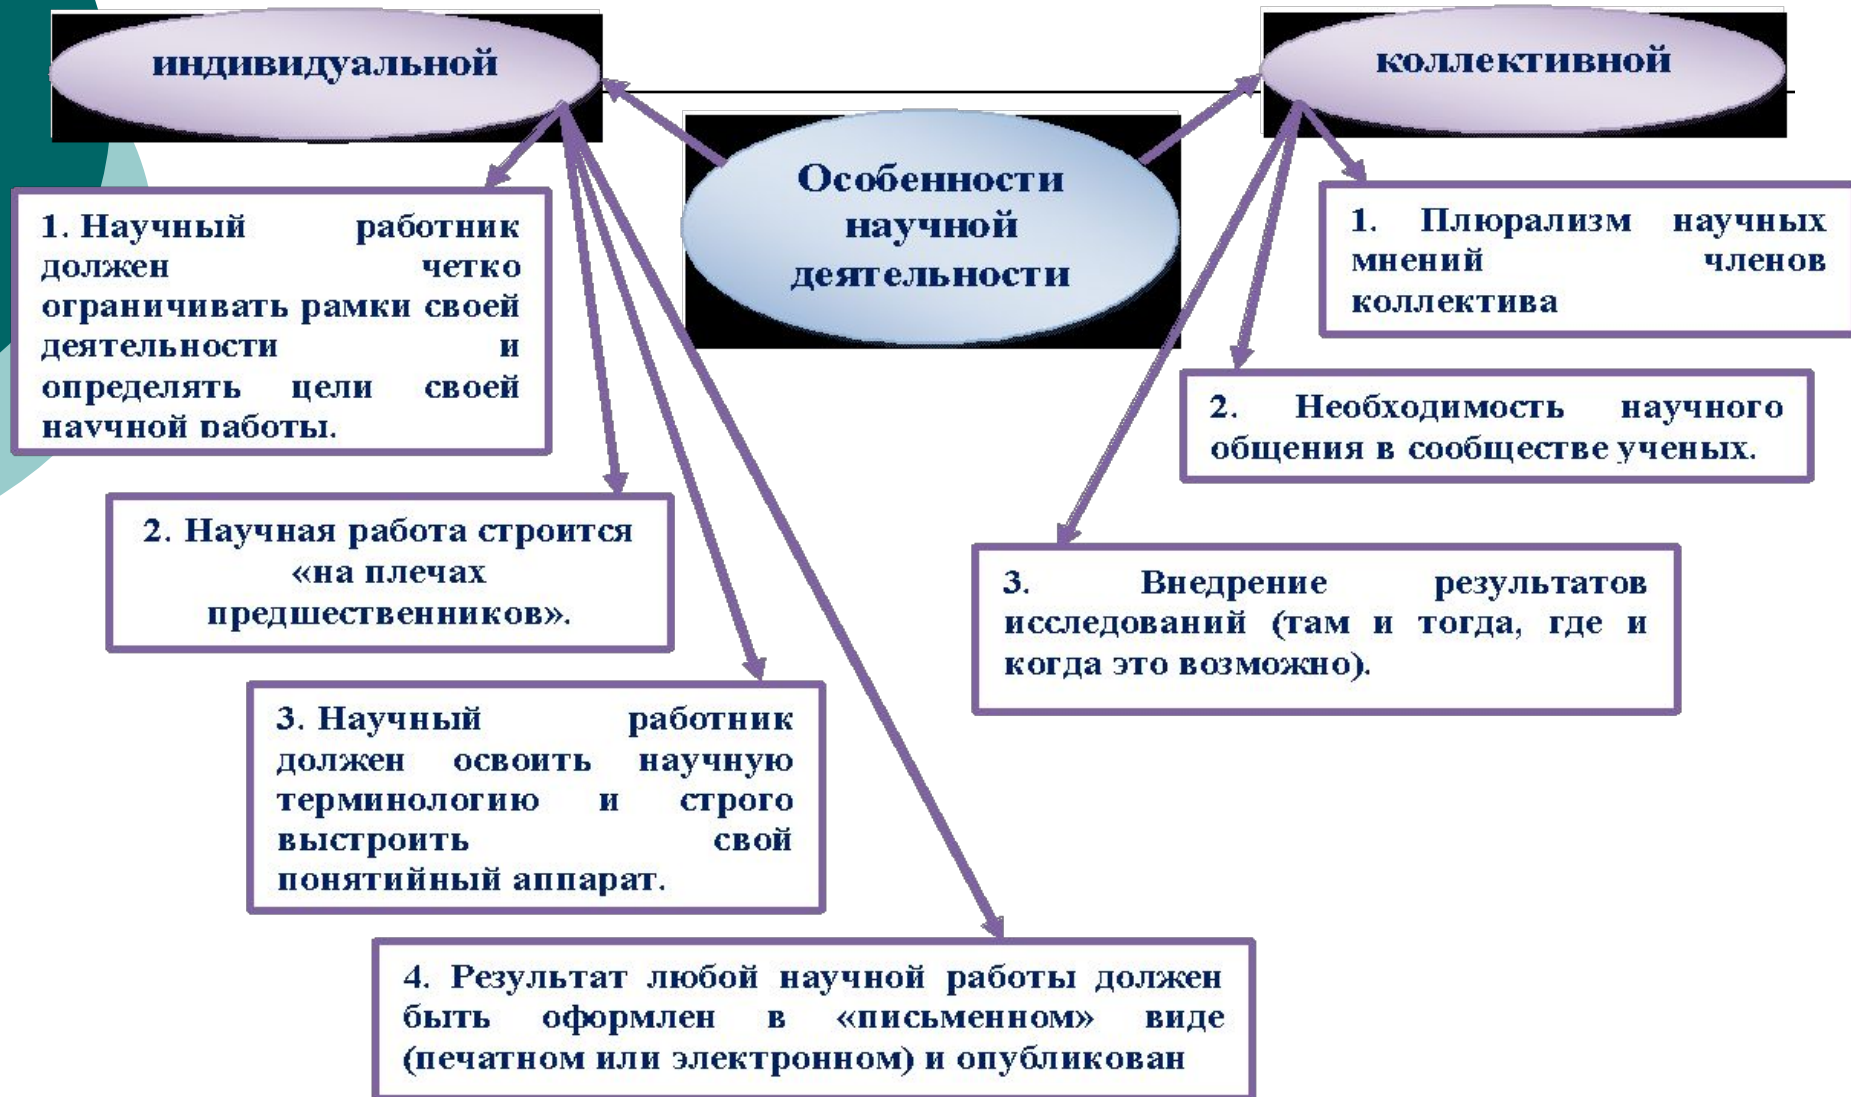 индивидуальной
коллективной
Особенности
научной
деятельности
1. Научный работник
должен четко
ограничивать рамки своей
деятельности и
определять цели своей
научной работы.
2. Научная работа строится
«на плечах
предшественников».
3. Научный работник
должен освоить научную
терминологию и строго
выстроить свой
понятийный аппарат.
4. Результат любой научной работы должен
быть оформлен в «письменном» виде
(печатном или электронном) и опубликован
1. Плюрализм научных
мнений членов
коллектива
2. Необходимость научного
общения в сообществе ученых.
3. Внедрение результатов
исследований (там и тогда, где и
когда это возможно).